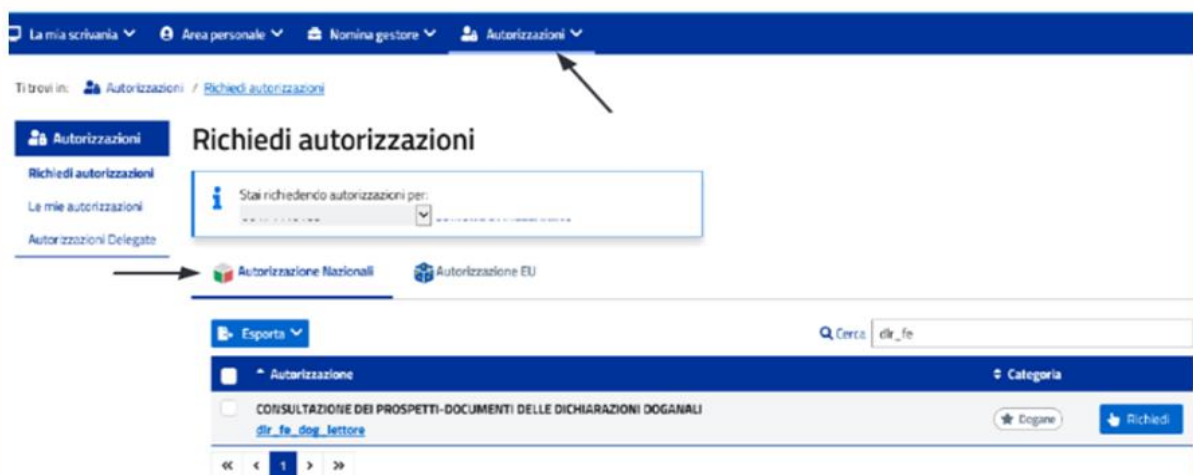 La mia scrivania Area personale Nomina gestore Autorizzazioni
Ti trovi in: Autorizzazioni / Richiedi autorizzazioni
Autorizzazioni
Richiedi autorizzazioni
Le mie autorizzazioni
Autorizzazioni Delegate
Richiedi autorizzazioni
Stai richiedendo autorizzazioni per:
Autorizzazione Nazionali Autorizzazione EU
Esporta Cerca dlr_fe
Autorizzazione Categoria
CONSULTAZIONE DEI PROSPETTI-DOCUMENTI DELLE DICHIARAZIONI DOGANALI
dlr_fe_dog_lettore Dogane Richiedi
« < 1 > »